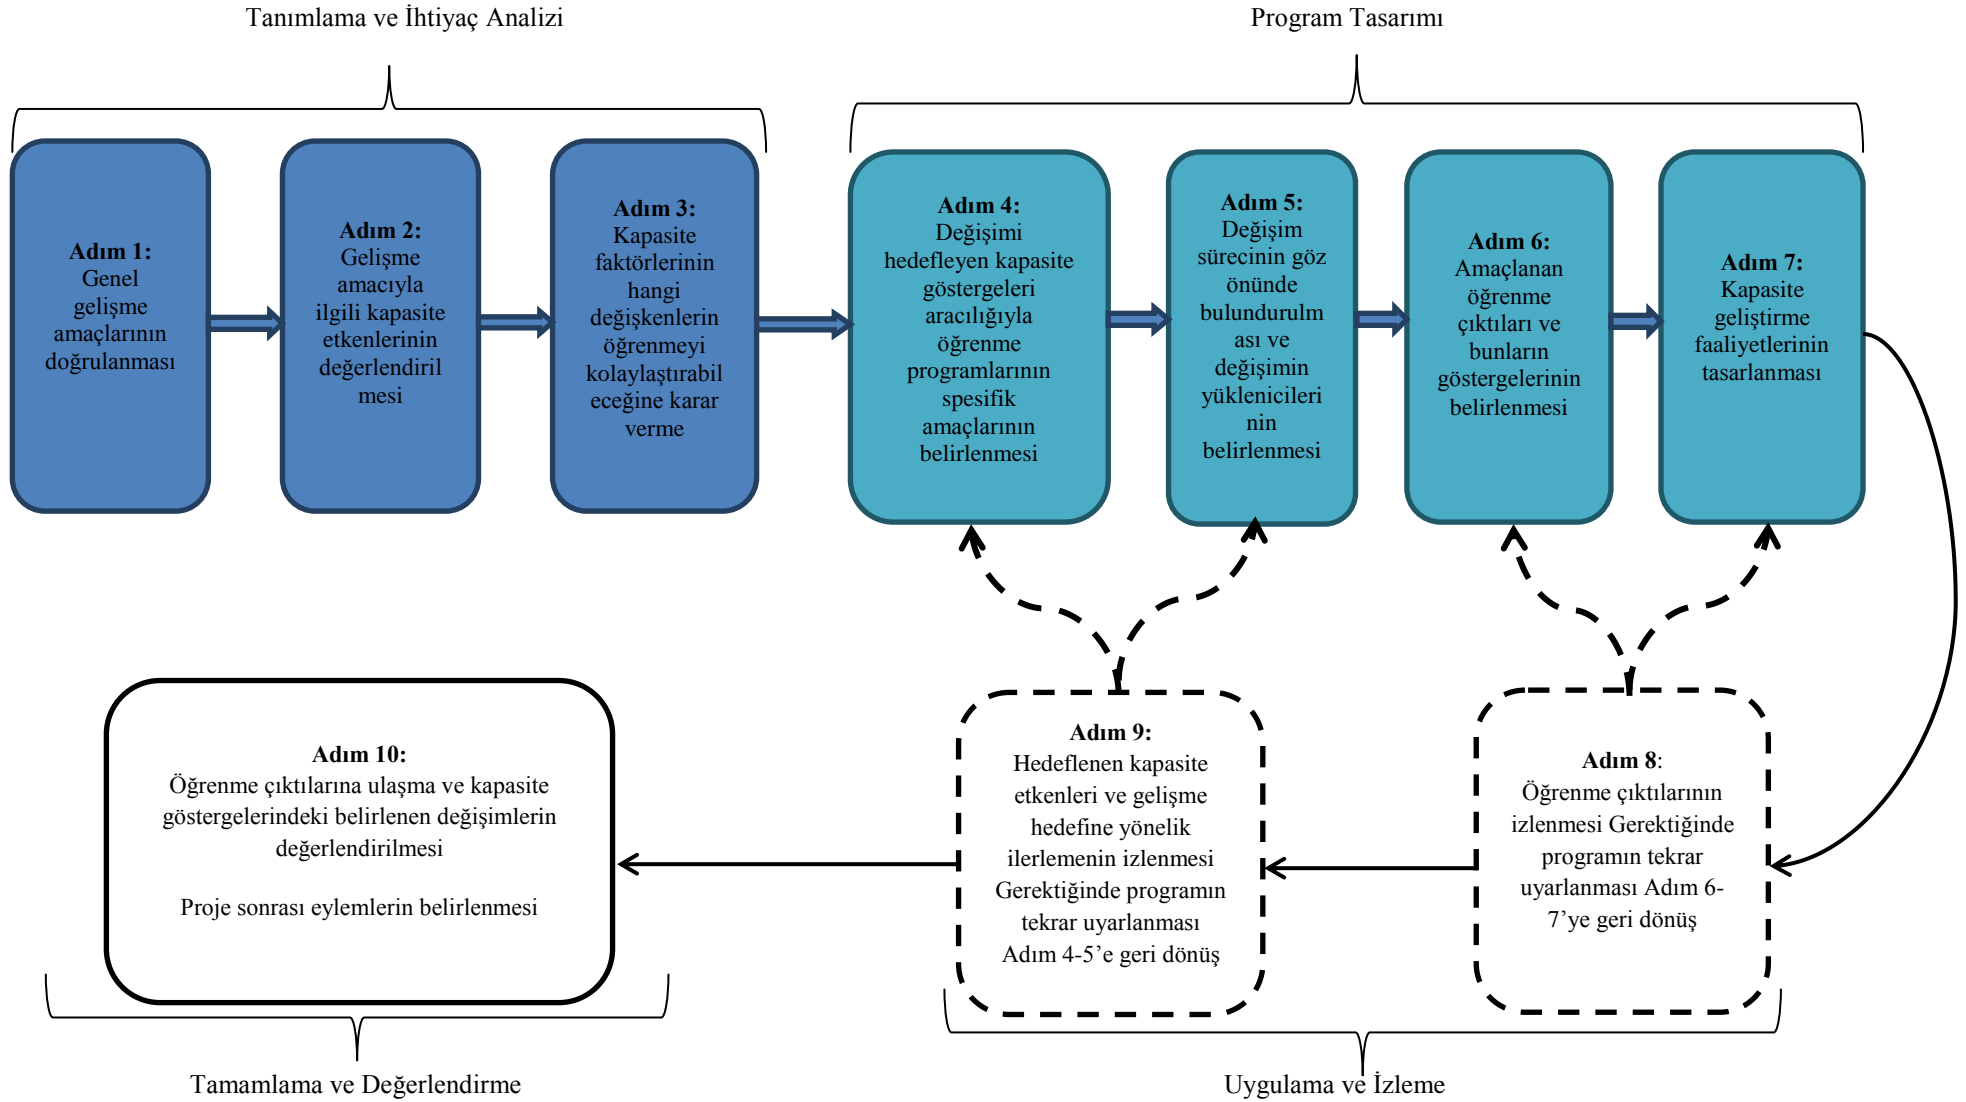 Tanımlama ve İhtiyaç Analizi
Program Tasarımı
Adım 1:
Genel
gelişme
amaçlarının
doğrulanması
Adım 2:
Gelişme
amacıyla
ilgili kapasite
etkenlerinin
değerlendiril
mesi
Adım 3:
Kapasite
faktörlerinin
hangi
değişkenlerin
öğrenmeyi
kolaylaştırabil
eceğine karar
verme
Adım 4:
Değişimi
hedefleyen kapasite
göstergeleri
aracılığıyla
öğrenme
programlarının
spesifik
amaçlarının
belirlenmesi
Adım 5:
Değişim
sürecinin göz
önünde
bulundurulm
ası ve
değişimin
yüklenicileri
nin
belirlenmesi
Adım 6:
Amaçlanan
öğrenme
çıktıları ve
bunların
göstergelerinin
belirlenmesi
Adım 7:
Kapasite
geliştirme
faaliyetlerinin
tasarlanması
Adım 10:
Öğrenme çıktılarına ulaşma ve kapasite
göstergelerindeki belirlenen değişimlerin
değerlendirilmesi
Proje sonrası eylemlerin belirlenmesi
Adım 9:
Hedeflenen kapasite
etkenleri ve gelişme
hedefine yönelik
ilerlemenin izlenmesi
Gerektiğinde programın
tekrar uyarlanması
Adım 4-5’e geri dönüş
Adım 8:
Öğrenme çıktılarının
izlenmesi Gerektiğinde
programın tekrar
uyarlanması Adım 6-
7’ye geri dönüş
Tamamlama ve Değerlendirme
Uygulama ve İzleme